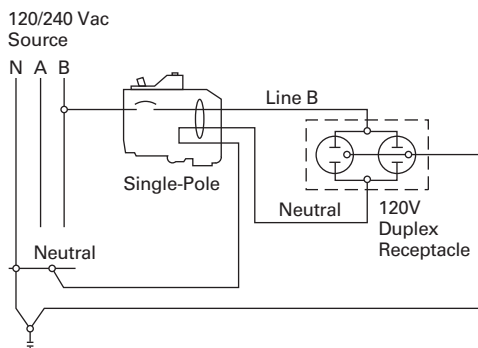 120/240 Vac
Source
N A B
Line B
Single-Pole
Neutral
120V
Duplex
Receptacle
Neutral